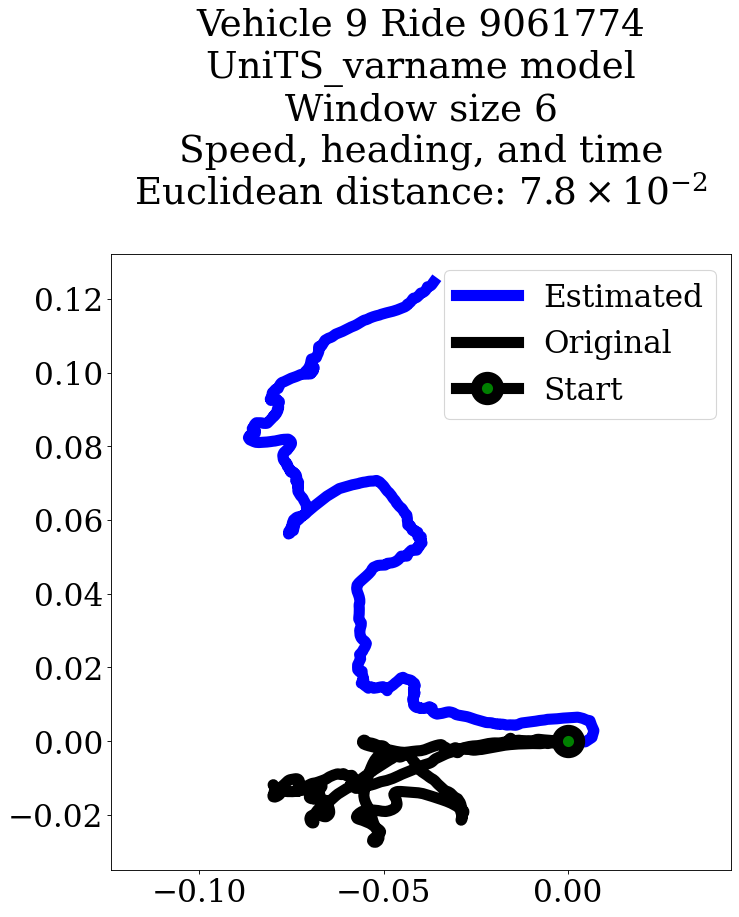 Vehicle 9 Ride 9061774
UniTS_varname model
Window size 6
Speed, heading, and time
Euclidean distance: 7.8 × 10⁻²
Estimated
Original
Start
0.12
0.10
0.08
0.06
0.04
0.02
0.00
−0.02
−0.10
−0.05
0.00